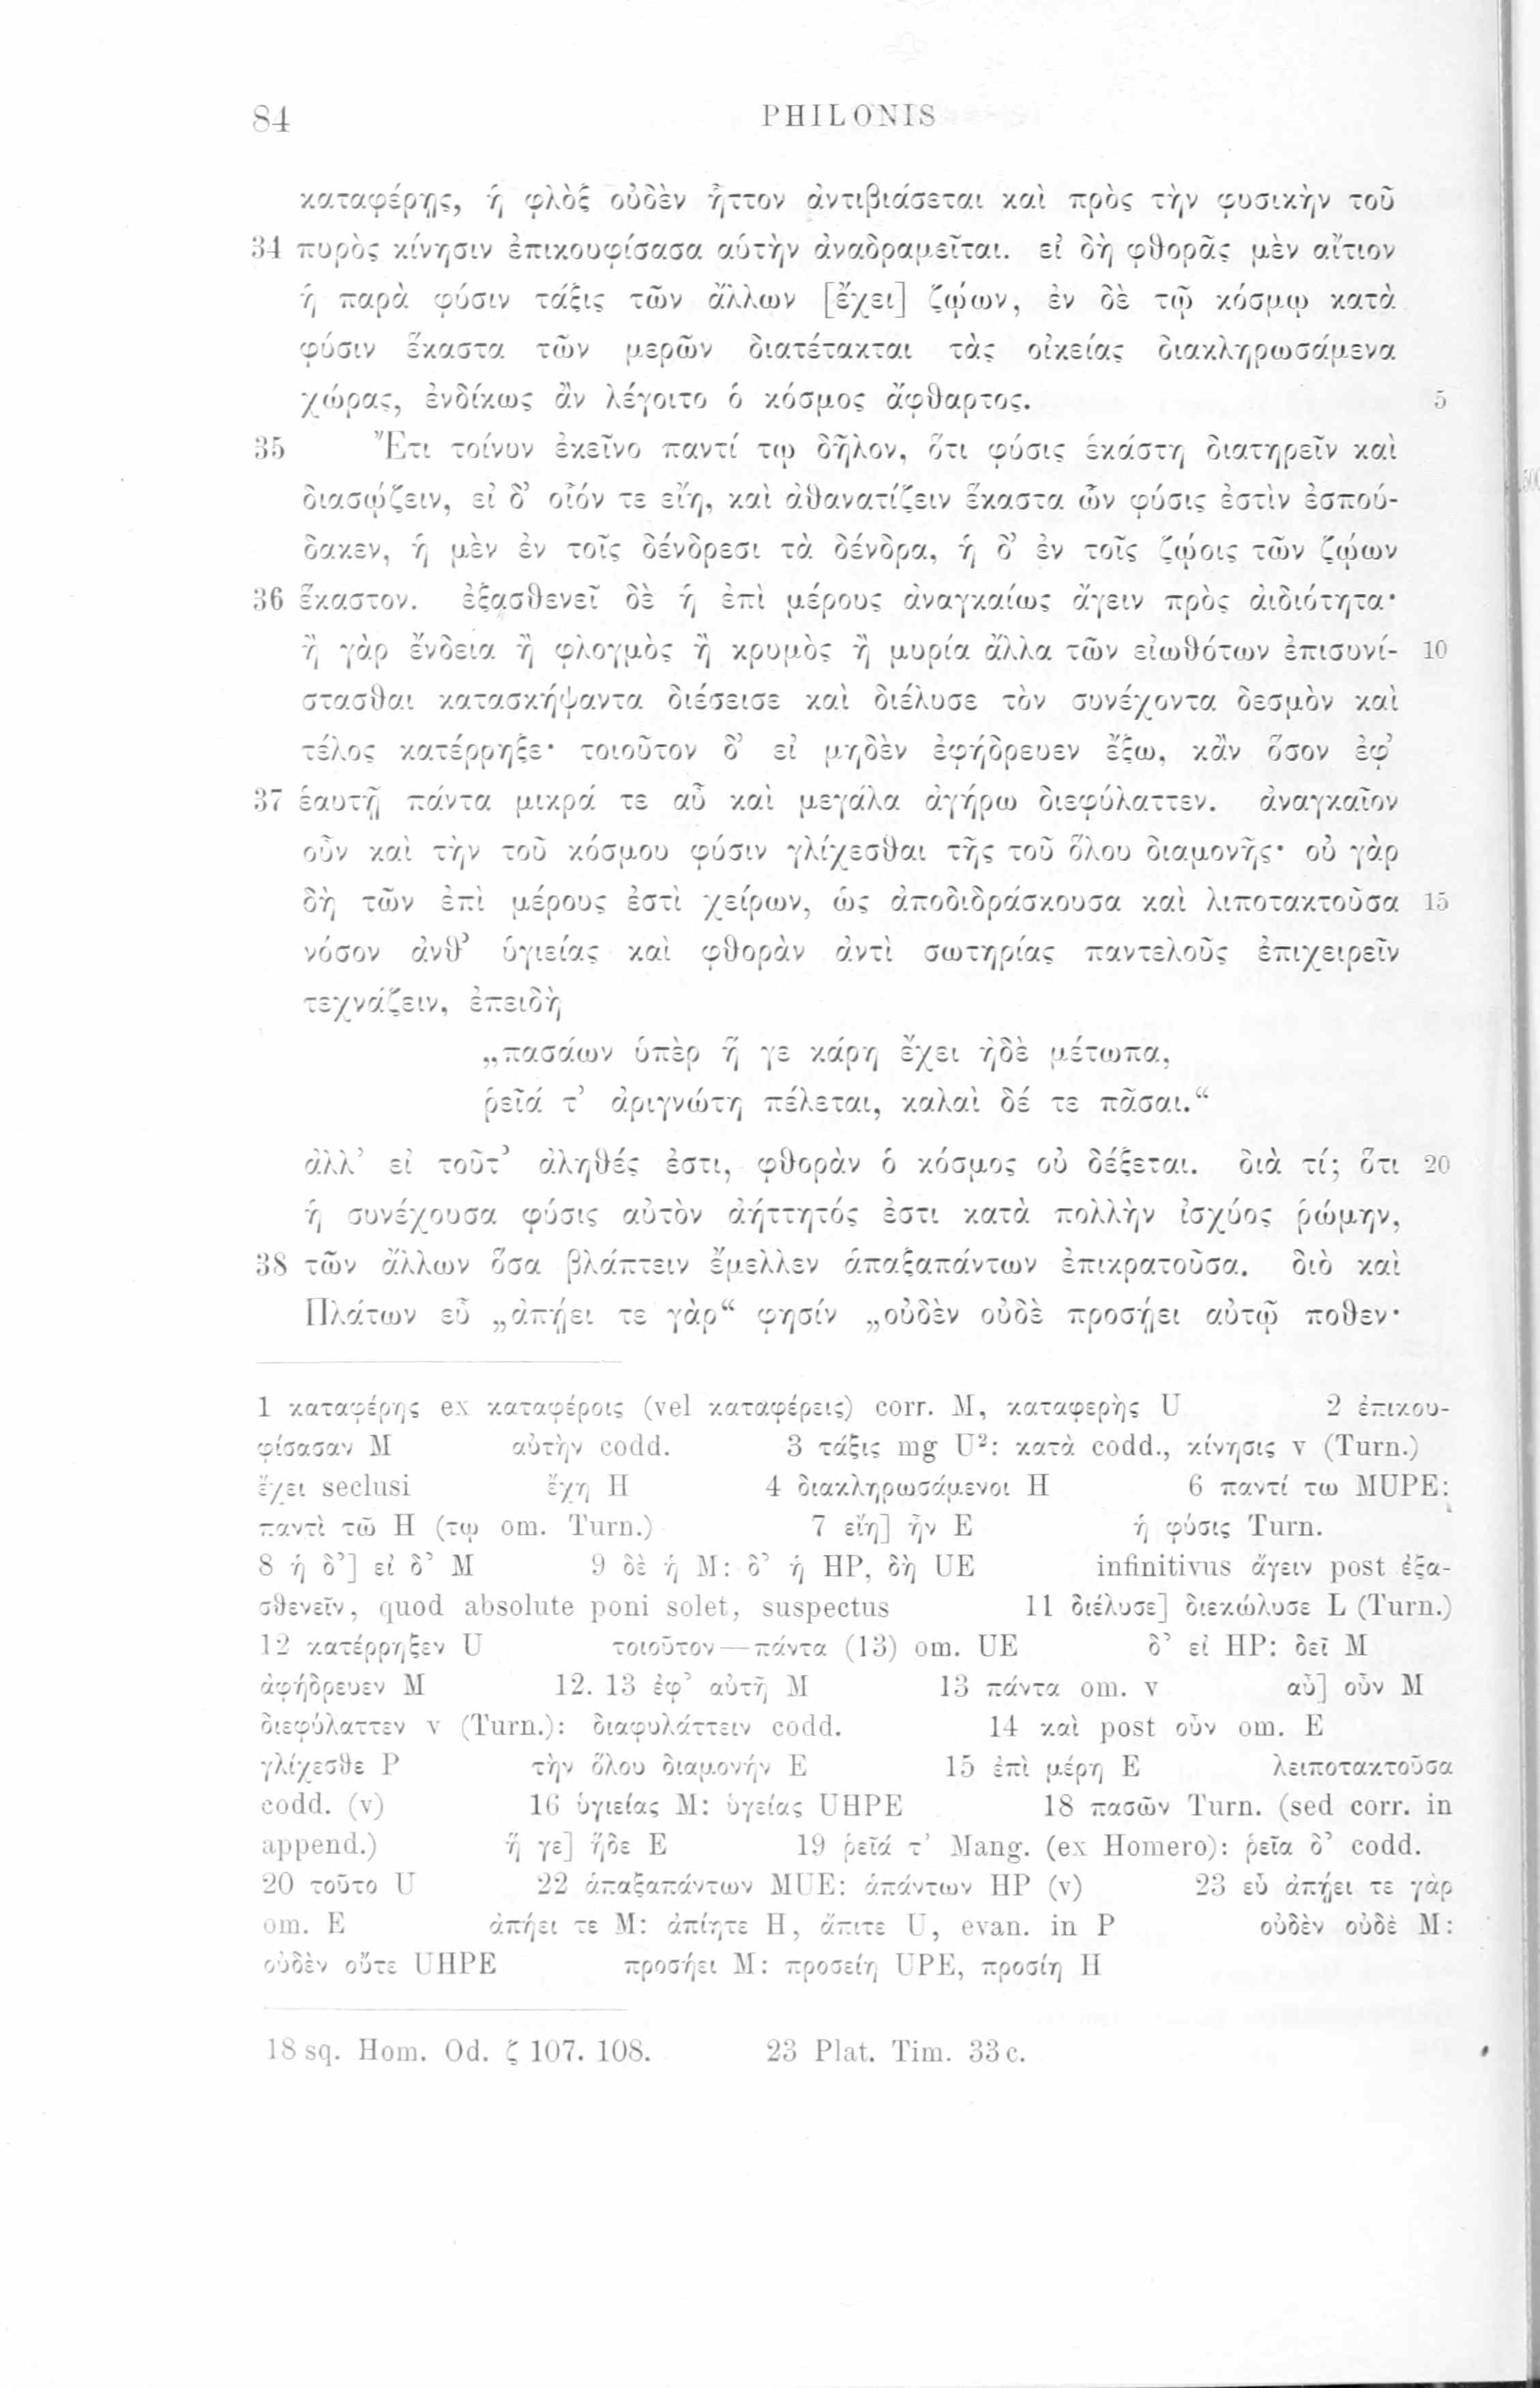 84 PHILONIS
καταφέρῃς, ἡ φλὸξ οὐδὲν ἧττον ἀντιβιάσεται καὶ πρὸς τὴν φυσικὴν τοῦ
34 πυρὸς κίνησιν ἐπικουφίσασα αὑτὴν ἀναδραμεῖται. εἰ δὴ φθορᾶς μὲν αἴτιον
ἡ παρὰ φύσιν τάξις τῶν ἄλλων [ἔχει] ζῴων, ἐν δὲ τῷ κόσμῳ κατὰ
φύσιν ἕκαστα τῶν μερῶν διατέτακται τὰς οἰκείας διακληρωσάμενα
χώρας, ἐνδίκως ἂν λέγοιτο ὁ κόσμος ἄφθαρτος. 5
35 Ἔτι τοίνυν ἐκεῖνο παντί τῳ δῆλον, ὅτι φύσις ἑκάστη διατηρεῖν καὶ
διασῴζειν, εἰ δ’ οἷόν τε εἴη, καὶ ἀθανατίζειν ἕκαστα ὧν φύσις ἐστὶν ἐσπού-
δακεν, ἡ μὲν ἐν τοῖς δένδρεσι τὰ δένδρα, ἡ δ’ ἐν τοῖς ζῴοις τῶν ζῴων
36 ἕκαστον. ἐξασθενεῖ δὲ ἡ ἐπὶ μέρους ἀναγκαίως ἄγειν πρὸς ἀιδιότητα·
ἢ γὰρ ἔνδεια ἢ φλογμὸς ἢ κρυμὸς ἢ μυρία ἄλλα τῶν εἰωθότων ἐπισυνί- 10
στασθαι κατασκήψαντα διέσεισε καὶ διέλυσε τὸν συνέχοντα δεσμὸν καὶ
τέλος κατέρρηξε· τοιοῦτον δ’ εἰ μηδὲν ἐφήδρευεν ἔξω, κἂν ὅσον ἐφ’
37 ἑαυτῇ πάντα μικρά τε αὖ καὶ μεγάλα ἀγήρω διεφύλαττεν. ἀναγκαῖον
οὖν καὶ τὴν τοῦ κόσμου φύσιν γλίχεσθαι τῆς τοῦ ὅλου διαμονῆς· οὐ γὰρ
δὴ τῶν ἐπὶ μέρους ἐστὶ χείρων, ὡς ἀποδιδράσκουσα καὶ λιποτακτοῦσα 15
νόσον ἀνθ’ ὑγιείας καὶ φθορὰν ἀντὶ σωτηρίας παντελοῦς ἐπιχειρεῖν
τεχνάζειν, ἐπειδὴ
„πασάων ὑπὲρ ἥ γε κάρη ἔχει ἠδὲ μέτωπα,
ῥεῖά τ’ ἀριγνώτη πέλεται, καλαὶ δέ τε πᾶσαι.“
ἀλλ’ εἰ τοῦτ’ ἀληθές ἐστι, φθορὰν ὁ κόσμος οὐ δέξεται. διὰ τί; ὅτι 20
ἡ συνέχουσα φύσις αὐτὸν ἀήττητός ἐστι κατὰ πολλὴν ἰσχύος ῥώμην,
38 τῶν ἄλλων ὅσα βλάπτειν ἔμελλεν ἁπαξαπάντων ἐπικρατοῦσα. διὸ καὶ
Πλάτων εὖ „ἀπῄει τε γὰρ“ φησίν „οὐδὲν οὐδὲ προσῄει αὐτῷ ποθεν·
1 καταφέρης ex καταφέροις (vel καταφέρεις) corr. M, καταφερὴς U 2 ἐπικου-
φίσασαν M αὐτὴν codd. 3 τάξις mg U²: κατὰ codd., κίνησις v (Turn.)
ἔχει seclusi ἔχη H 4 διακληρωσάμενοι H 6 παντί τω MUPE:
παντὶ τῶ H (τῳ om. Turn.) 7 εἴη] ἦν E ἡ φύσις Turn.
8 ἡ δ’] εἰ δ’ M 9 δὲ ἡ M: δ’ ἡ HP, δὴ UE infinitivus ἄγειν post ἐξα-
σθενεῖν, quod absolute poni solet, suspectus 11 διέλυσε] διεκώλυσε L (Turn.)
12 κατέρρηξεν U τοιοῦτον—πάντα (13) om. UE δ’ εἰ HP: δεῖ M
ἀφήδρευεν M 12. 13 ἐφ’ αὑτῇ M 13 πάντα om. v αὖ] οὖν M
διεφύλαττεν v (Turn.): διαφυλάττειν codd. 14 καὶ post οὖν om. E
γλίχεσθε P τὴν ὅλου διαμονήν E 15 ἐπὶ μέρη E λειποτακτοῦσα
codd. (v) 16 ὑγιείας M: ὑγείας UHPE 18 πασῶν Turn. (sed corr. in
append.) ἥ γε] ἥδε E 19 ῥεῖά τ’ Mang. (ex Homero): ῥεῖα δ’ codd.
20 τοῦτο U 22 ἁπαξαπάντων MUE: ἁπάντων HP (v) 23 εὖ ἀπῄει τε γὰρ
om. E ἀπήει τε M: ἀπίητε H, ἄπιτε U, evan. in P οὐδὲν οὐδὲ M:
οὐδὲν οὔτε UHPE προσήει M: προσείη UPE, προσίη H
18 sq. Hom. Od. ζ 107. 108. 23 Plat. Tim. 33 c.